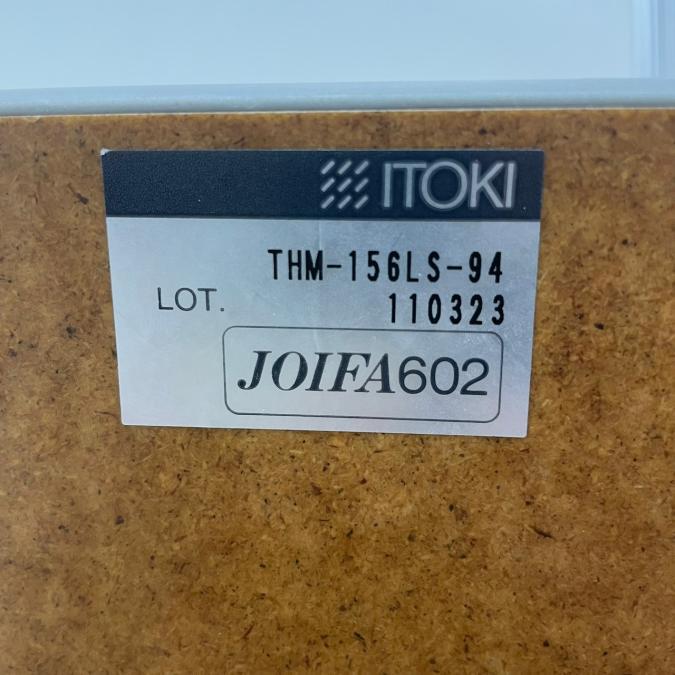 ITOKI
THM-156LS-94
LOT. 110323
JOIFA602